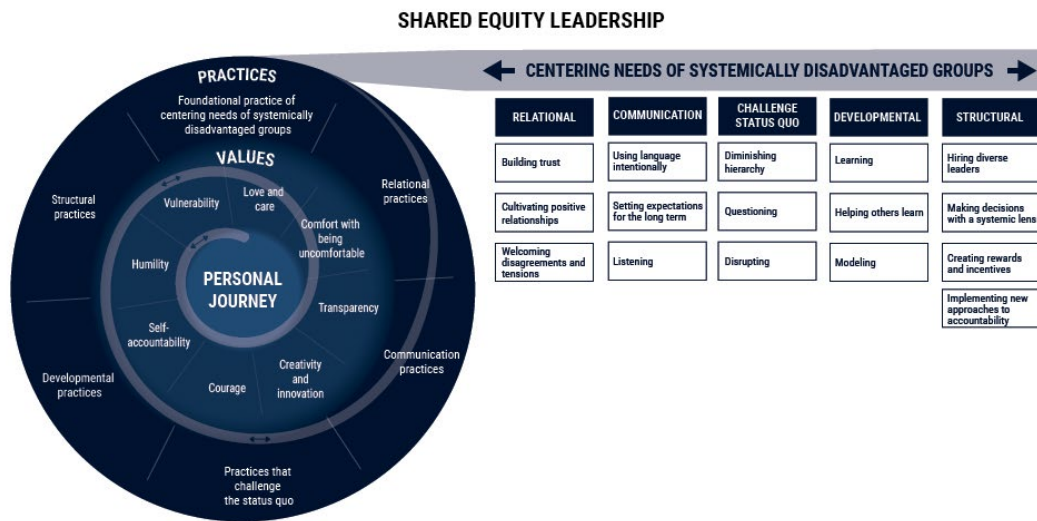 SHARED EQUITY LEADERSHIP
PRACTICES
Foundational practice of
centering needs of systemically
disadvantaged groups
VALUES
Structural
practices
Vulnerability
Love and
care
Relational
practices
Comfort with
being
uncomfortable
Humility
PERSONAL
JOURNEY
Transparency
Self-
accountability
Developmental
practices
Courage
Creativity
and
innovation
Communication
practices
Practices that
challenge
the status quo
CENTERING NEEDS OF SYSTEMICALLY DISADVANTAGED GROUPS
RELATIONAL
Building trust
Cultivating positive
relationships
Welcoming
disagreements and
tensions
COMMUNICATION
Using language
intentionally
Setting expectations
for the long term
Listening
CHALLENGE
STATUS QUO
Diminishing
hierarchy
Questioning
Disrupting
DEVELOPMENTAL
Learning
Helping others learn
Modeling
STRUCTURAL
Hiring diverse
leaders
Making decisions
with a systemic lens
Creating rewards
and incentives
Implementing new
approaches to
accountability